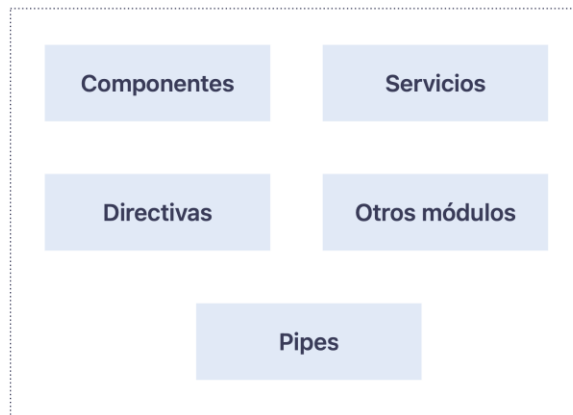 Componentes
Servicios
Directivas
Otros módulos
Pipes